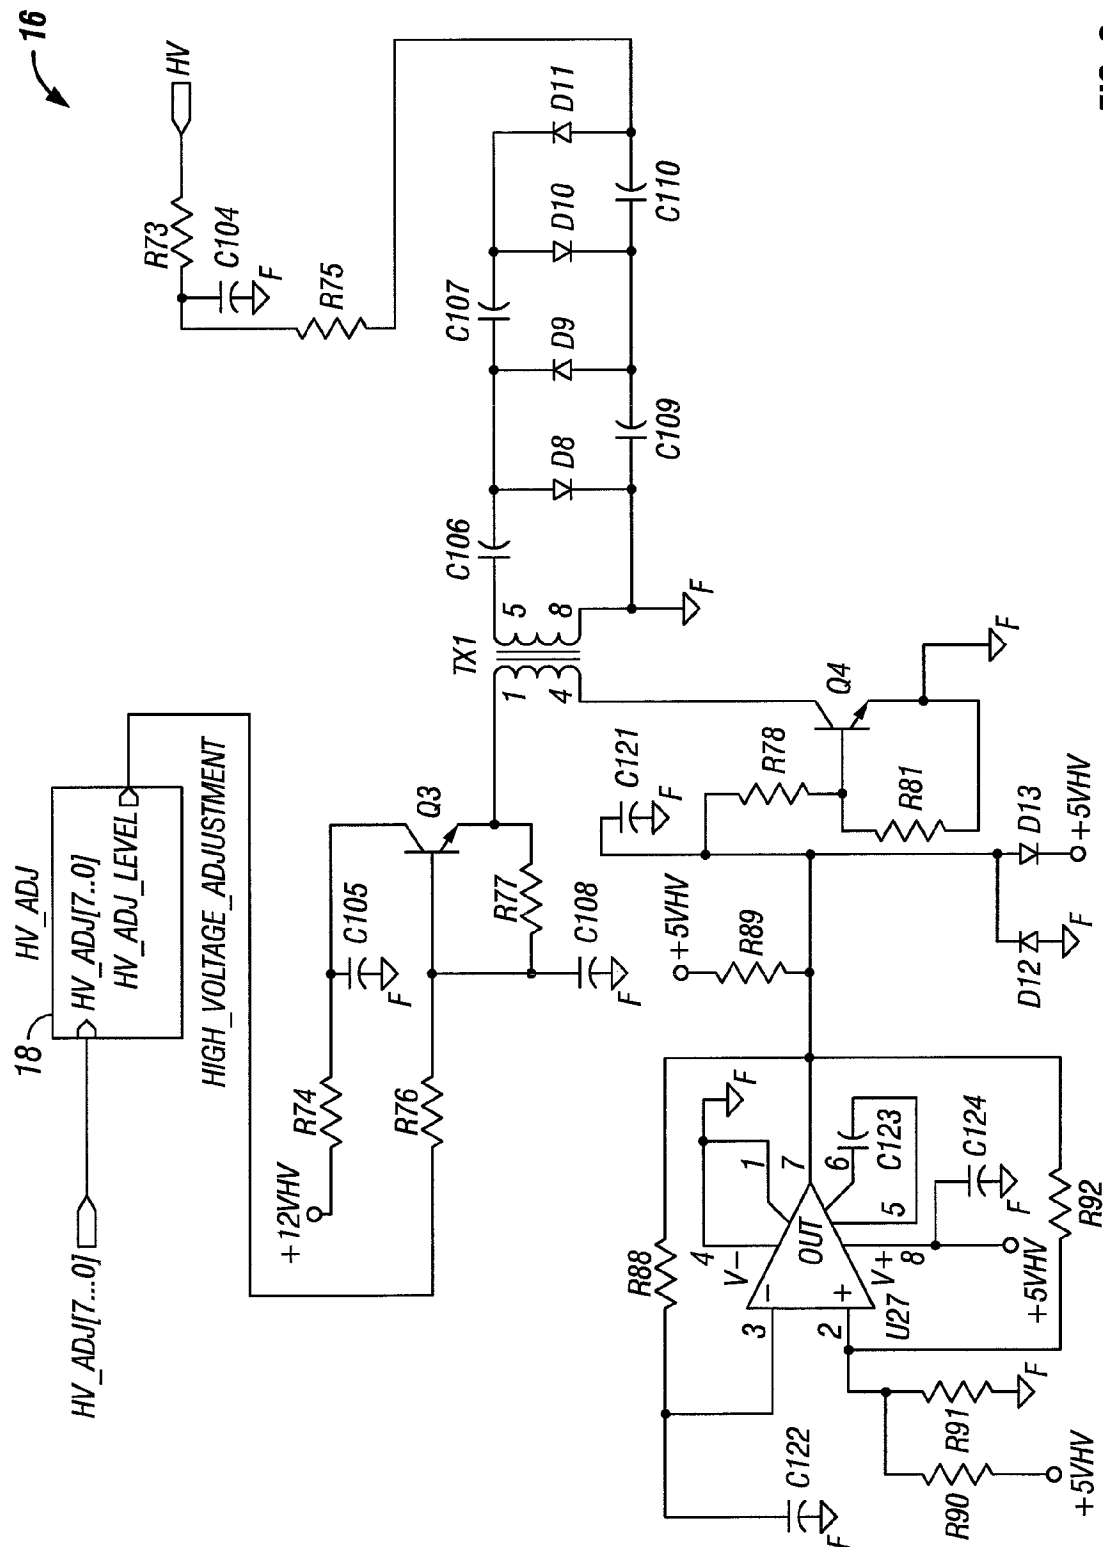 16
HV
R73
C104
F
R75
D11
D10
D9
D8
C107
C106
C110
C109
TX1
5
8
1
4
F
HV_ADJ
18
HV_ADJ[7..0]
HV_ADJ_LEVEL
HIGH_VOLTAGE_ADJUSTMENT
HV_ADJ[7...0]
+12VHV
R74
R76
C105
F
Q3
R77
C108
F
Q4
F
R78
R81
C121
F
D13
+5VHV
D12
F
+5VHV
R89
R88
F
4
1
V-
OUT
7
6
C123
5
3
2
V+
8
U27
C124
F
+5VHV
R92
C122
F
R91
F
R90
+5VHV